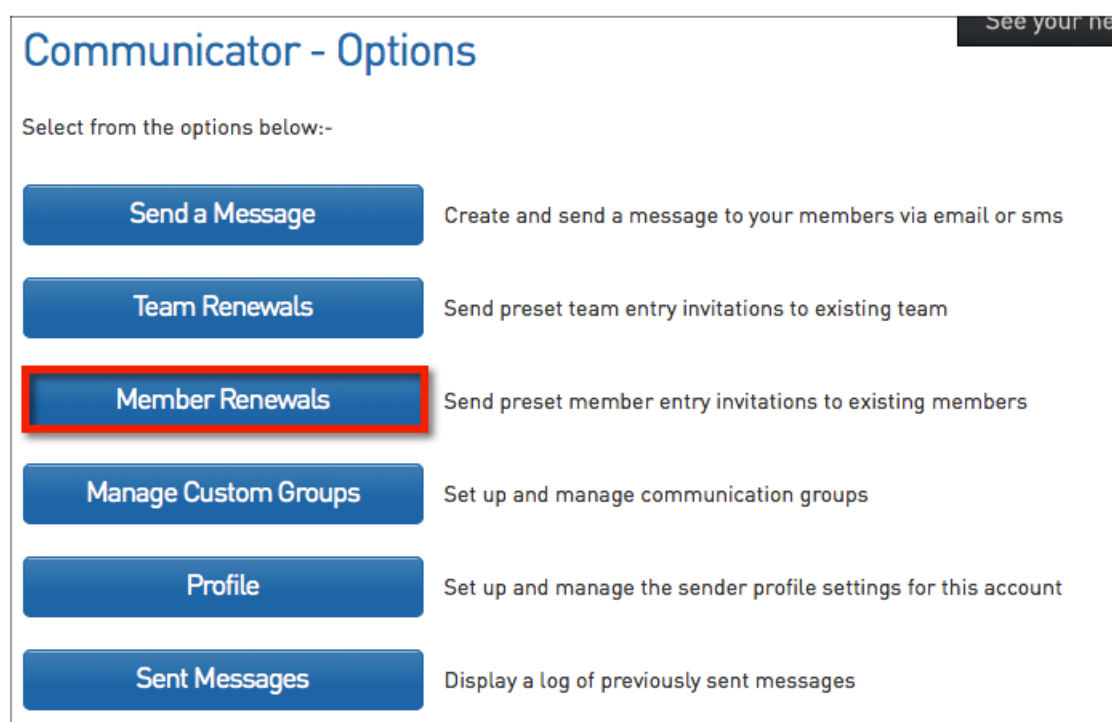 See your ne
Communicator - Options
Select from the options below:-
Send a Message
Create and send a message to your members via email or sms
Team Renewals
Send preset team entry invitations to existing team
Member Renewals
Send preset member entry invitations to existing members
Manage Custom Groups
Set up and manage communication groups
Profile
Set up and manage the sender profile settings for this account
Sent Messages
Display a log of previously sent messages